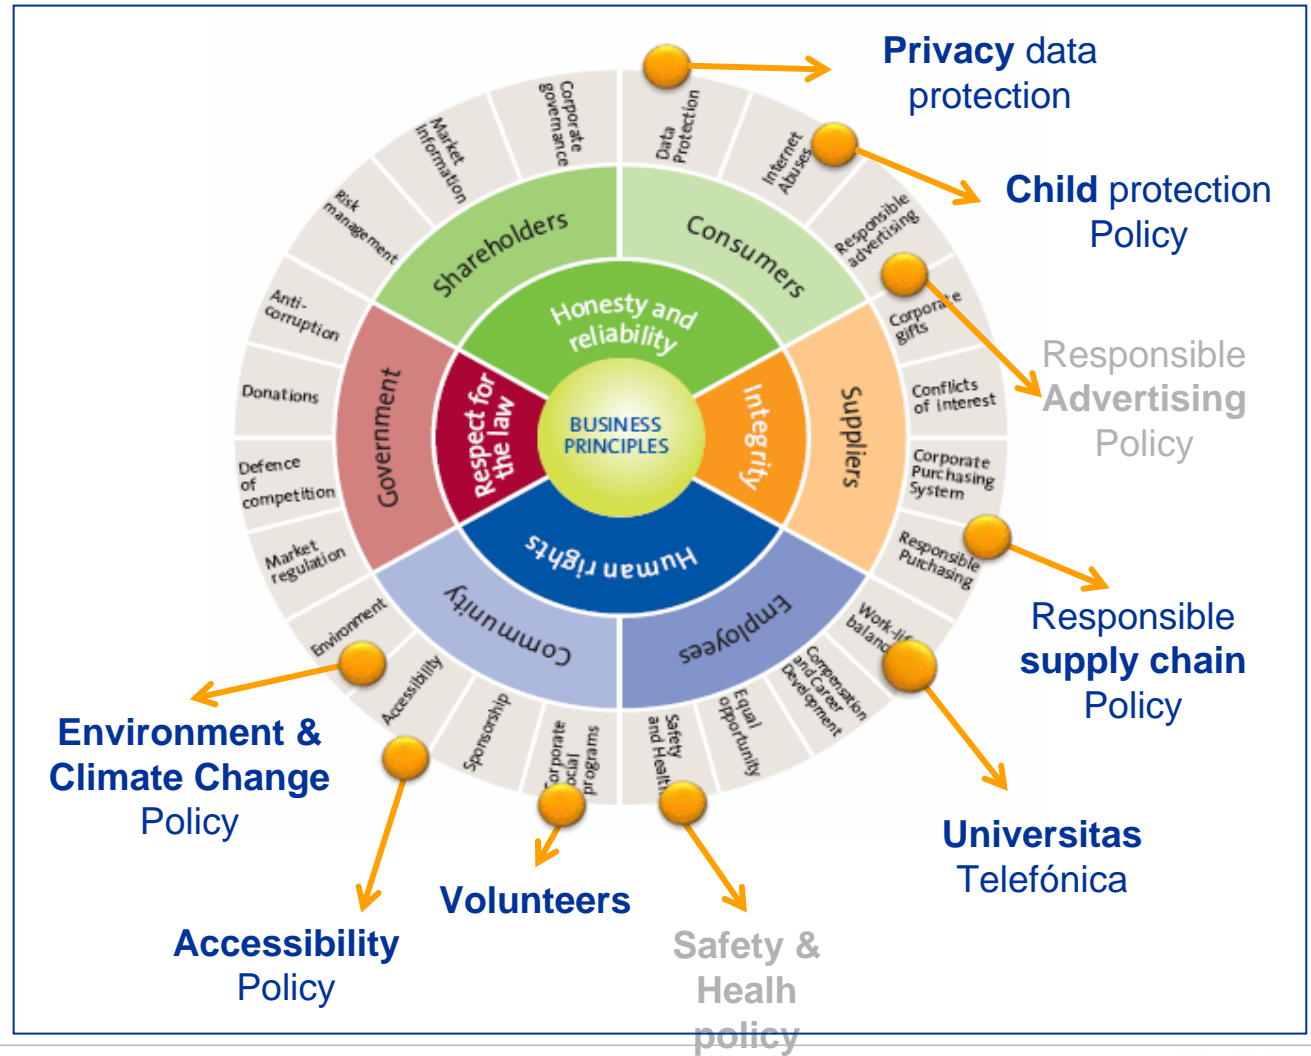 Privacy data
protection
Child protection
Policy
Responsible
Advertising
Policy
Responsible
supply chain
Policy
Universitas
Telefónica
Safety &
Healh
policy
Volunteers
Accessibility
Policy
Environment &
Climate Change
Policy
BUSINESS
PRINCIPLES
Honesty and
reliability
Integrity
Human rights
Respect for
the law
Shareholders
Consumers
Suppliers
Employees
Community
Government
Corporate
governance
Data
Protection
Internet
Abuses
Responsible
advertising
Corporate
gifts
Conflicts
of interest
Corporate
Purchasing
System
Responsible
Purchasing
Work-life
balance
Compensation
and Career
Development
Equal
opportunity
Safety
and Health
Corporate
social
programs
Sponsorship
Accessibility
Environment
Market
regulation
Defence
of
competition
Donations
Anti-
corruption
Risk
management
Market
Information